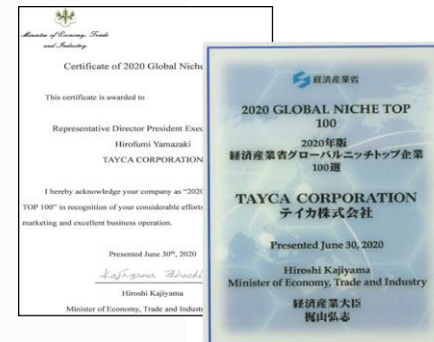 Minister of Economy, Trade
and Industry
Certificate of 2020 Global Niche
This certificate is awarded to
Representative Director President Exec
Hirofumi Yamazaki
TAYCA CORPORATION
I hereby acknowledge your company as "202
TOP 100" in recognition of your considerable efforts
marketing and excellent business operation.
Presented June 30th, 2020
Kajiyama Hiroshi
Hiroshi Kajiyama
Minister of Economy, Trade and Indust
経済産業省
2020 GLOBAL NICHE TOP
100
2020年版
経済産業省グローバルニッチトップ企業
100選
TAYCA CORPORATION
テイカ株式会社
Presented June 30, 2020
Hiroshi Kajiyama
Minister of Economy, Trade and Industry
経済産業大臣
梶山弘志